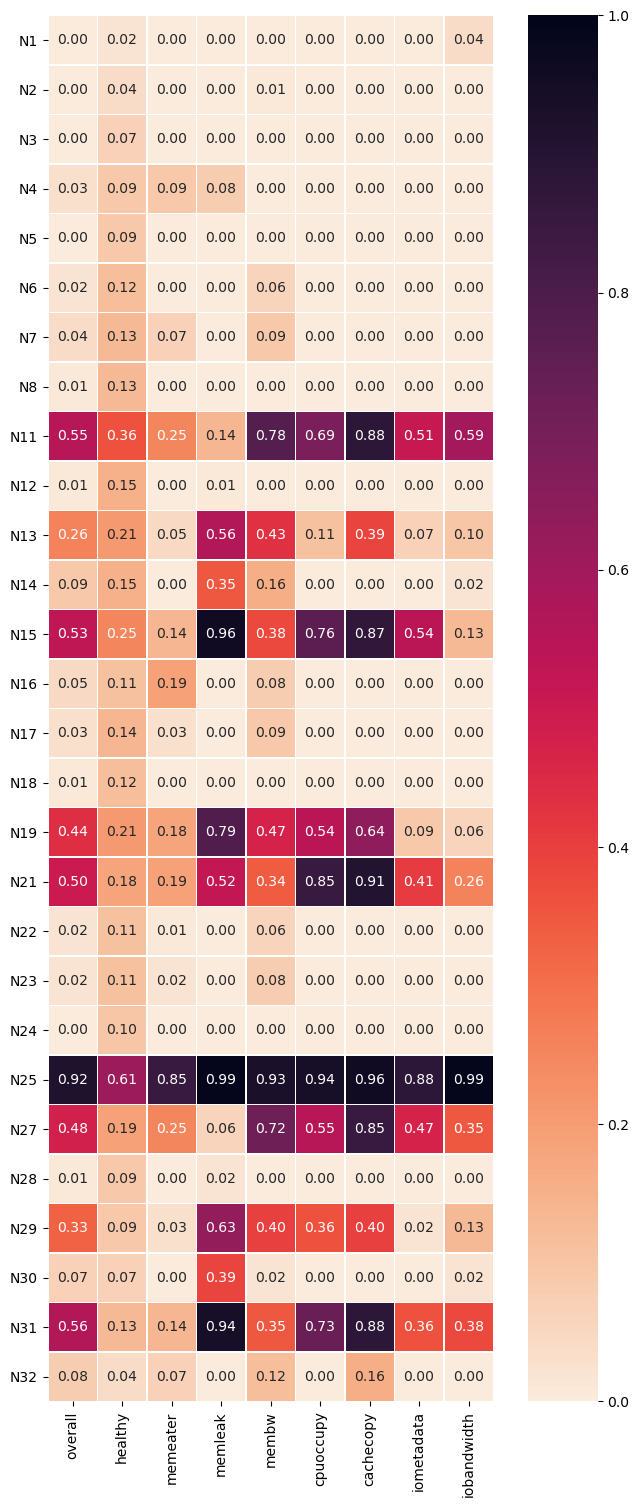 1.0
N1 0.00 0.02 0.00 0.00 0.00 0.00 0.00 0.00 0.04
N2 0.00 0.04 0.00 0.00 0.01 0.00 0.00 0.00 0.00
N3 0.00 0.07 0.00 0.00 0.00 0.00 0.00 0.00 0.00
N4 0.03 0.09 0.09 0.08 0.00 0.00 0.00 0.00 0.00
N5 0.00 0.09 0.00 0.00 0.00 0.00 0.00 0.00 0.00
N6 0.02 0.12 0.00 0.00 0.06 0.00 0.00 0.00 0.00
0.8
N7 0.04 0.13 0.07 0.00 0.09 0.00 0.00 0.00 0.00
N8 0.01 0.13 0.00 0.00 0.00 0.00 0.00 0.00 0.00
N11 0.55 0.36 0.25 0.14 0.78 0.69 0.88 0.51 0.59
N12 0.01 0.15 0.00 0.01 0.00 0.00 0.00 0.00 0.00
N13 0.26 0.21 0.05 0.56 0.43 0.11 0.39 0.07 0.10
0.6
N14 0.09 0.15 0.00 0.35 0.16 0.00 0.00 0.00 0.02
N15 0.53 0.25 0.14 0.96 0.38 0.76 0.87 0.54 0.13
N16 0.05 0.11 0.19 0.00 0.08 0.00 0.00 0.00 0.00
N17 0.03 0.14 0.03 0.00 0.09 0.00 0.00 0.00 0.00
N18 0.01 0.12 0.00 0.00 0.00 0.00 0.00 0.00 0.00
N19 0.44 0.21 0.18 0.79 0.47 0.54 0.64 0.09 0.06
0.4
N21 0.50 0.18 0.19 0.52 0.34 0.85 0.91 0.41 0.26
N22 0.02 0.11 0.01 0.00 0.06 0.00 0.00 0.00 0.00
N23 0.02 0.11 0.02 0.00 0.08 0.00 0.00 0.00 0.00
N24 0.00 0.10 0.00 0.00 0.00 0.00 0.00 0.00 0.00
N25 0.92 0.61 0.85 0.99 0.93 0.94 0.96 0.88 0.99
0.2
N27 0.48 0.19 0.25 0.06 0.72 0.55 0.85 0.47 0.35
N28 0.01 0.09 0.00 0.02 0.00 0.00 0.00 0.00 0.00
N29 0.33 0.09 0.03 0.63 0.40 0.36 0.40 0.02 0.13
N30 0.07 0.07 0.00 0.39 0.02 0.00 0.00 0.00 0.02
N31 0.56 0.13 0.14 0.94 0.35 0.73 0.88 0.36 0.38
N32 0.08 0.04 0.07 0.00 0.12 0.00 0.16 0.00 0.00
0.0
overall
healthy
memeater
memleak
membw
cpuoccupy
cachecopy
iometadata
iobandwidth